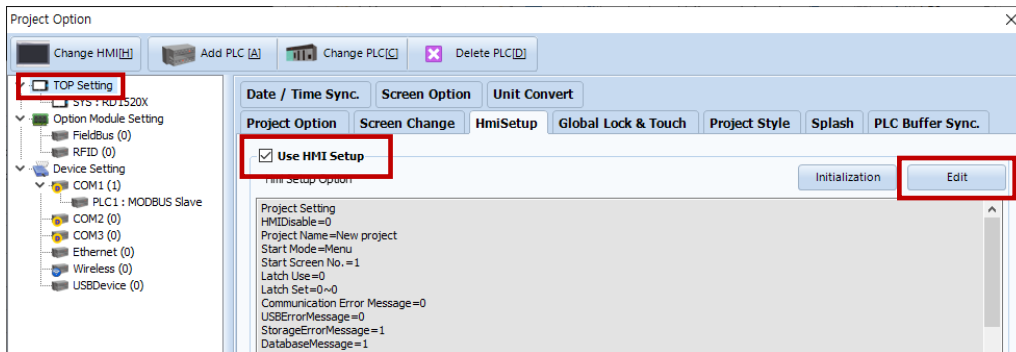 Project Option
Change HMI[H] Add PLC [A] Change PLC[C] Delete PLC[D]
TOP Setting
SYS : RD1520X
Option Module Setting
FieldBus (0)
RFID (0)
Device Setting
COM1 (1)
PLC1 : MODBUS Slave
COM2 (0)
COM3 (0)
Ethernet (0)
Wireless (0)
USBDevice (0)
Date / Time Sync. Screen Option Unit Convert
Project Option Screen Change HmiSetup Global Lock & Touch Project Style Splash PLC Buffer Sync.
Use HMI Setup
Hmi Setup Option
Initialization Edit
Project Setting
HMIDisable=0
Project Name=New project
Start Mode=Menu
Start Screen No.=1
Latch Use=0
Latch Set=0~0
Communication Error Message=0
USBErrorMessage=0
StorageErrorMessage=1
DatabaseMessage=1